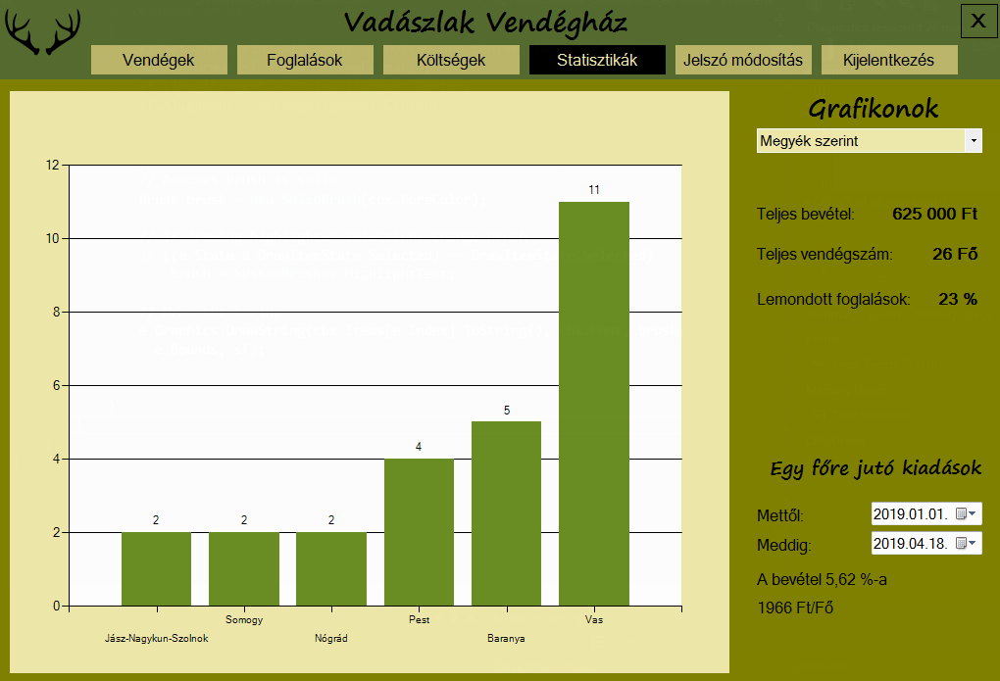 Vadászlak Vendégház
X
Vendégek
Foglalások
Költségek
Statisztikák
Jelszó módosítás
Kijelentkezés
12
10
8
6
4
2
0
2
2
2
4
5
11
Jász-Nagykun-Szolnok
Somogy
Nógrád
Pest
Baranya
Vas
Grafikonok
Megyék szerint
Teljes bevétel: 625 000 Ft
Teljes vendégszám: 26 Fő
Lemondott foglalások: 23 %
Egy főre jutó kiadások
Mettől: 2019.01.01.
Meddig: 2019.04.18.
A bevétel 5,62 %-a
1966 Ft/Fő